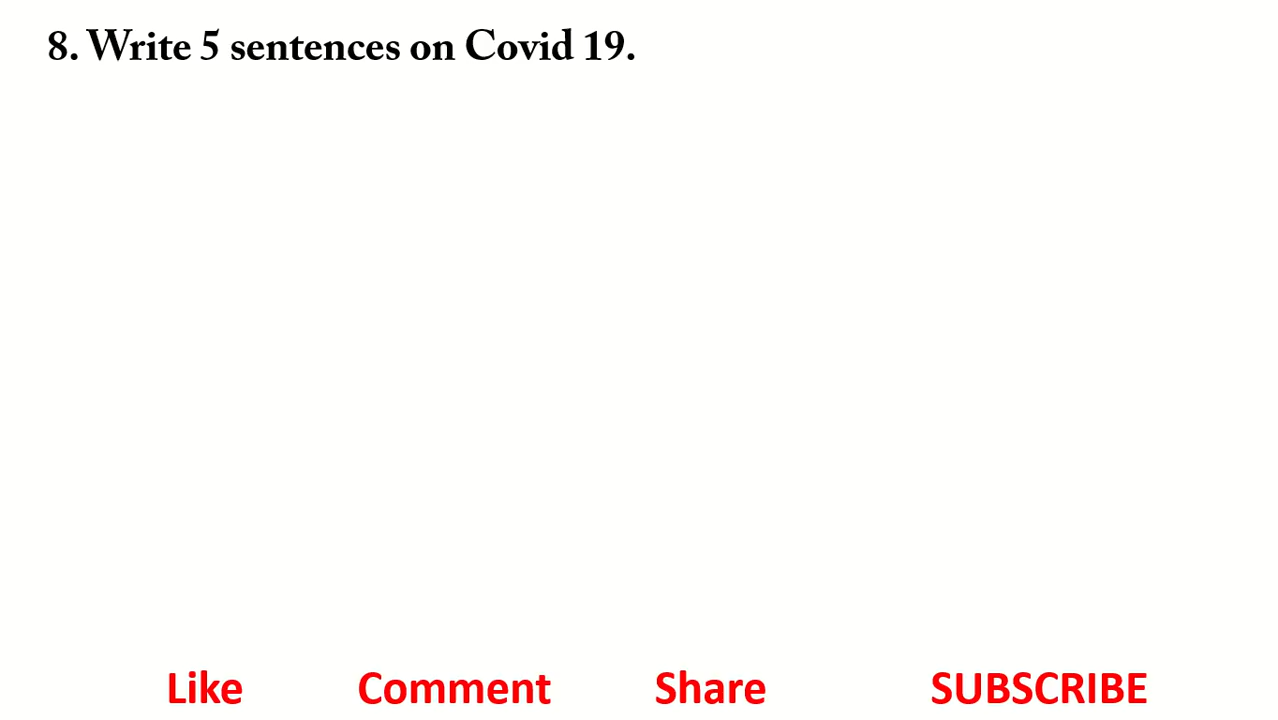 8. Write 5 sentences on Covid 19.
Like Comment Share SUBSCRIBE